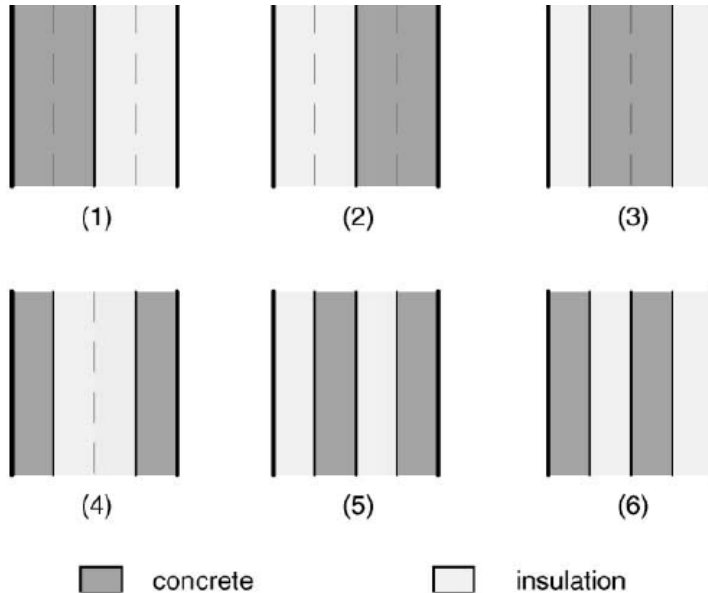 (1) (2) (3)
(4) (5) (6)
concrete insulation